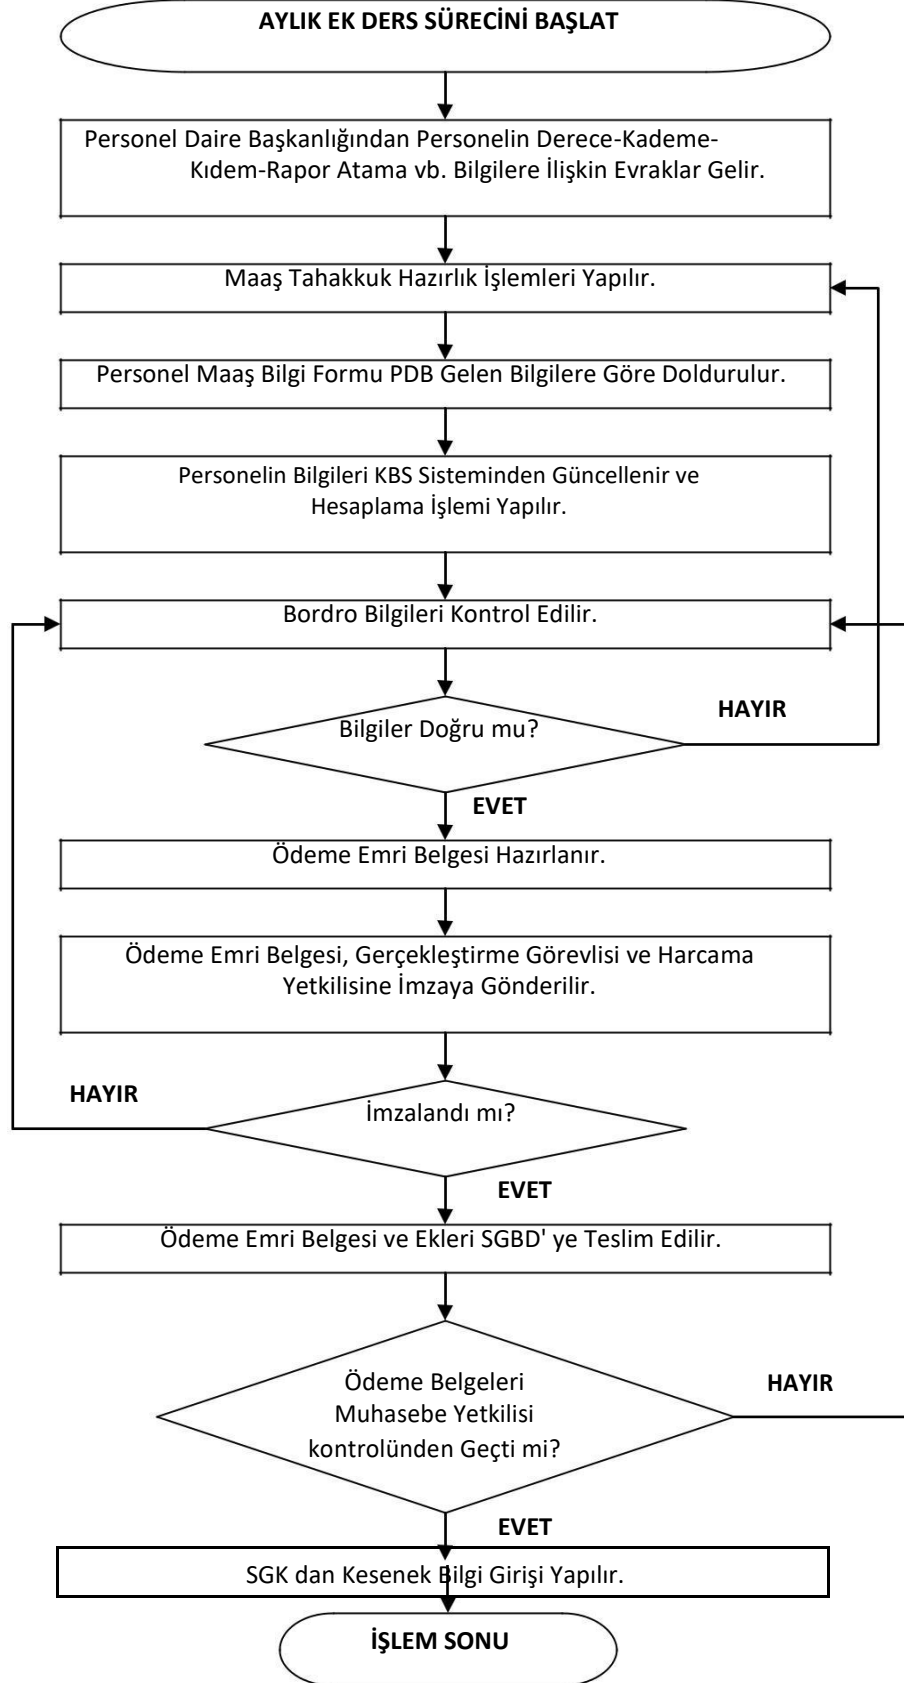 AYLIK EK DERS SÜRECİNİ BAŞLAT
Personel Daire Başkanlığından Personelin Derece-Kademe-
Kıdem-Rapor Atama vb. Bilgilere İlişkin Evraklar Gelir.
Maaş Tahakkuk Hazırlık İşlemleri Yapılır.
Personel Maaş Bilgi Formu PDB Gelen Bilgilere Göre Doldurulur.
Personelin Bilgileri KBS Sisteminden Güncellenir ve
Hesaplama İşlemi Yapılır.
Bordro Bilgileri Kontrol Edilir.
Bilgiler Doğru mu?
HAYIR
EVET
Ödeme Emri Belgesi Hazırlanır.
Ödeme Emri Belgesi, Gerçekleştirme Görevlisi ve Harcama
Yetkilisine İmzaya Gönderilir.
HAYIR
İmzalandı mı?
EVET
Ödeme Emri Belgesi ve Ekleri SGBD' ye Teslim Edilir.
Ödeme Belgeleri
Muhasebe Yetkilisi
kontrolünden Geçti mi?
HAYIR
EVET
SGK dan Kesenek Bilgi Girişi Yapılır.
İŞLEM SONU